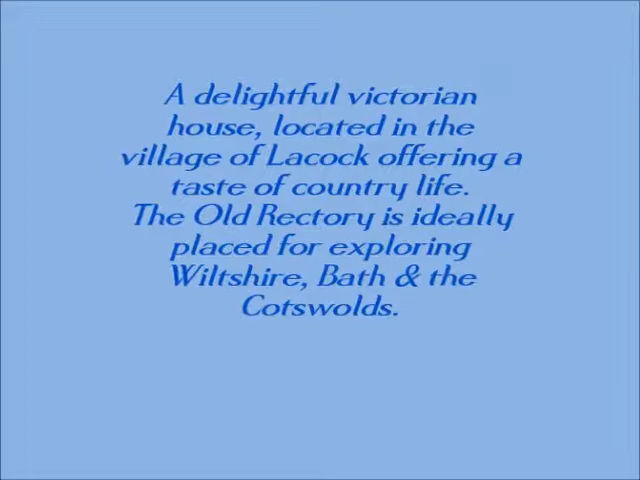 A delightful victorian
house, located in the
village of Lacock offering a
taste of country life.
The Old Rectory is ideally
placed for exploring
Wiltshire, Bath & the
Cotswolds.